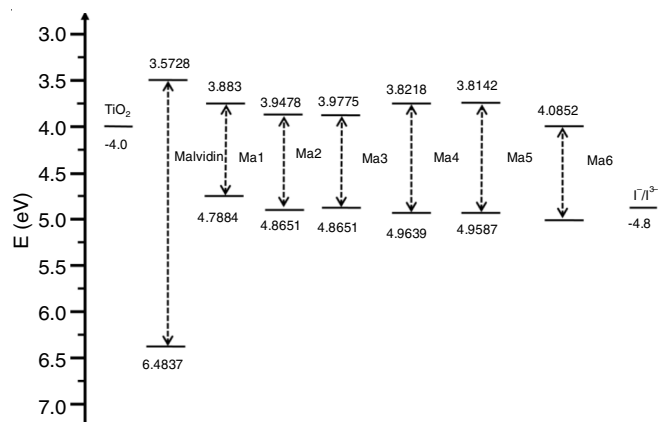 3.0
3.5
4.0
4.5
5.0
5.5
6.0
6.5
7.0
E (eV)
TiO₂
-4.0
3.5728
Malvidin
6.4837
3.883
Ma1
4.7884
3.9478
Ma2
4.8651
3.9775
Ma3
4.8651
3.8218
Ma4
4.9639
3.8142
Ma5
4.9587
4.0852
Ma6
I⁻/I³⁻
-4.8